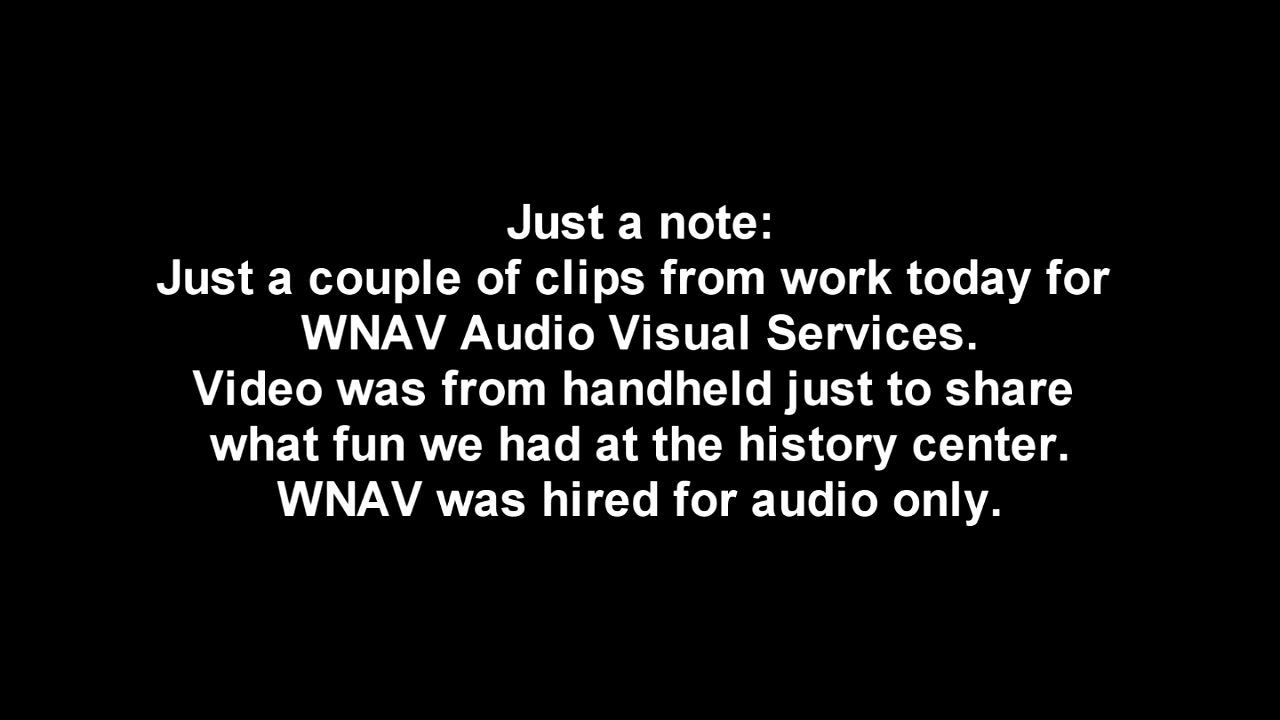 Just a note:
Just a couple of clips from work today for
WNAV Audio Visual Services.
Video was from handheld just to share
what fun we had at the history center.
WNAV was hired for audio only.